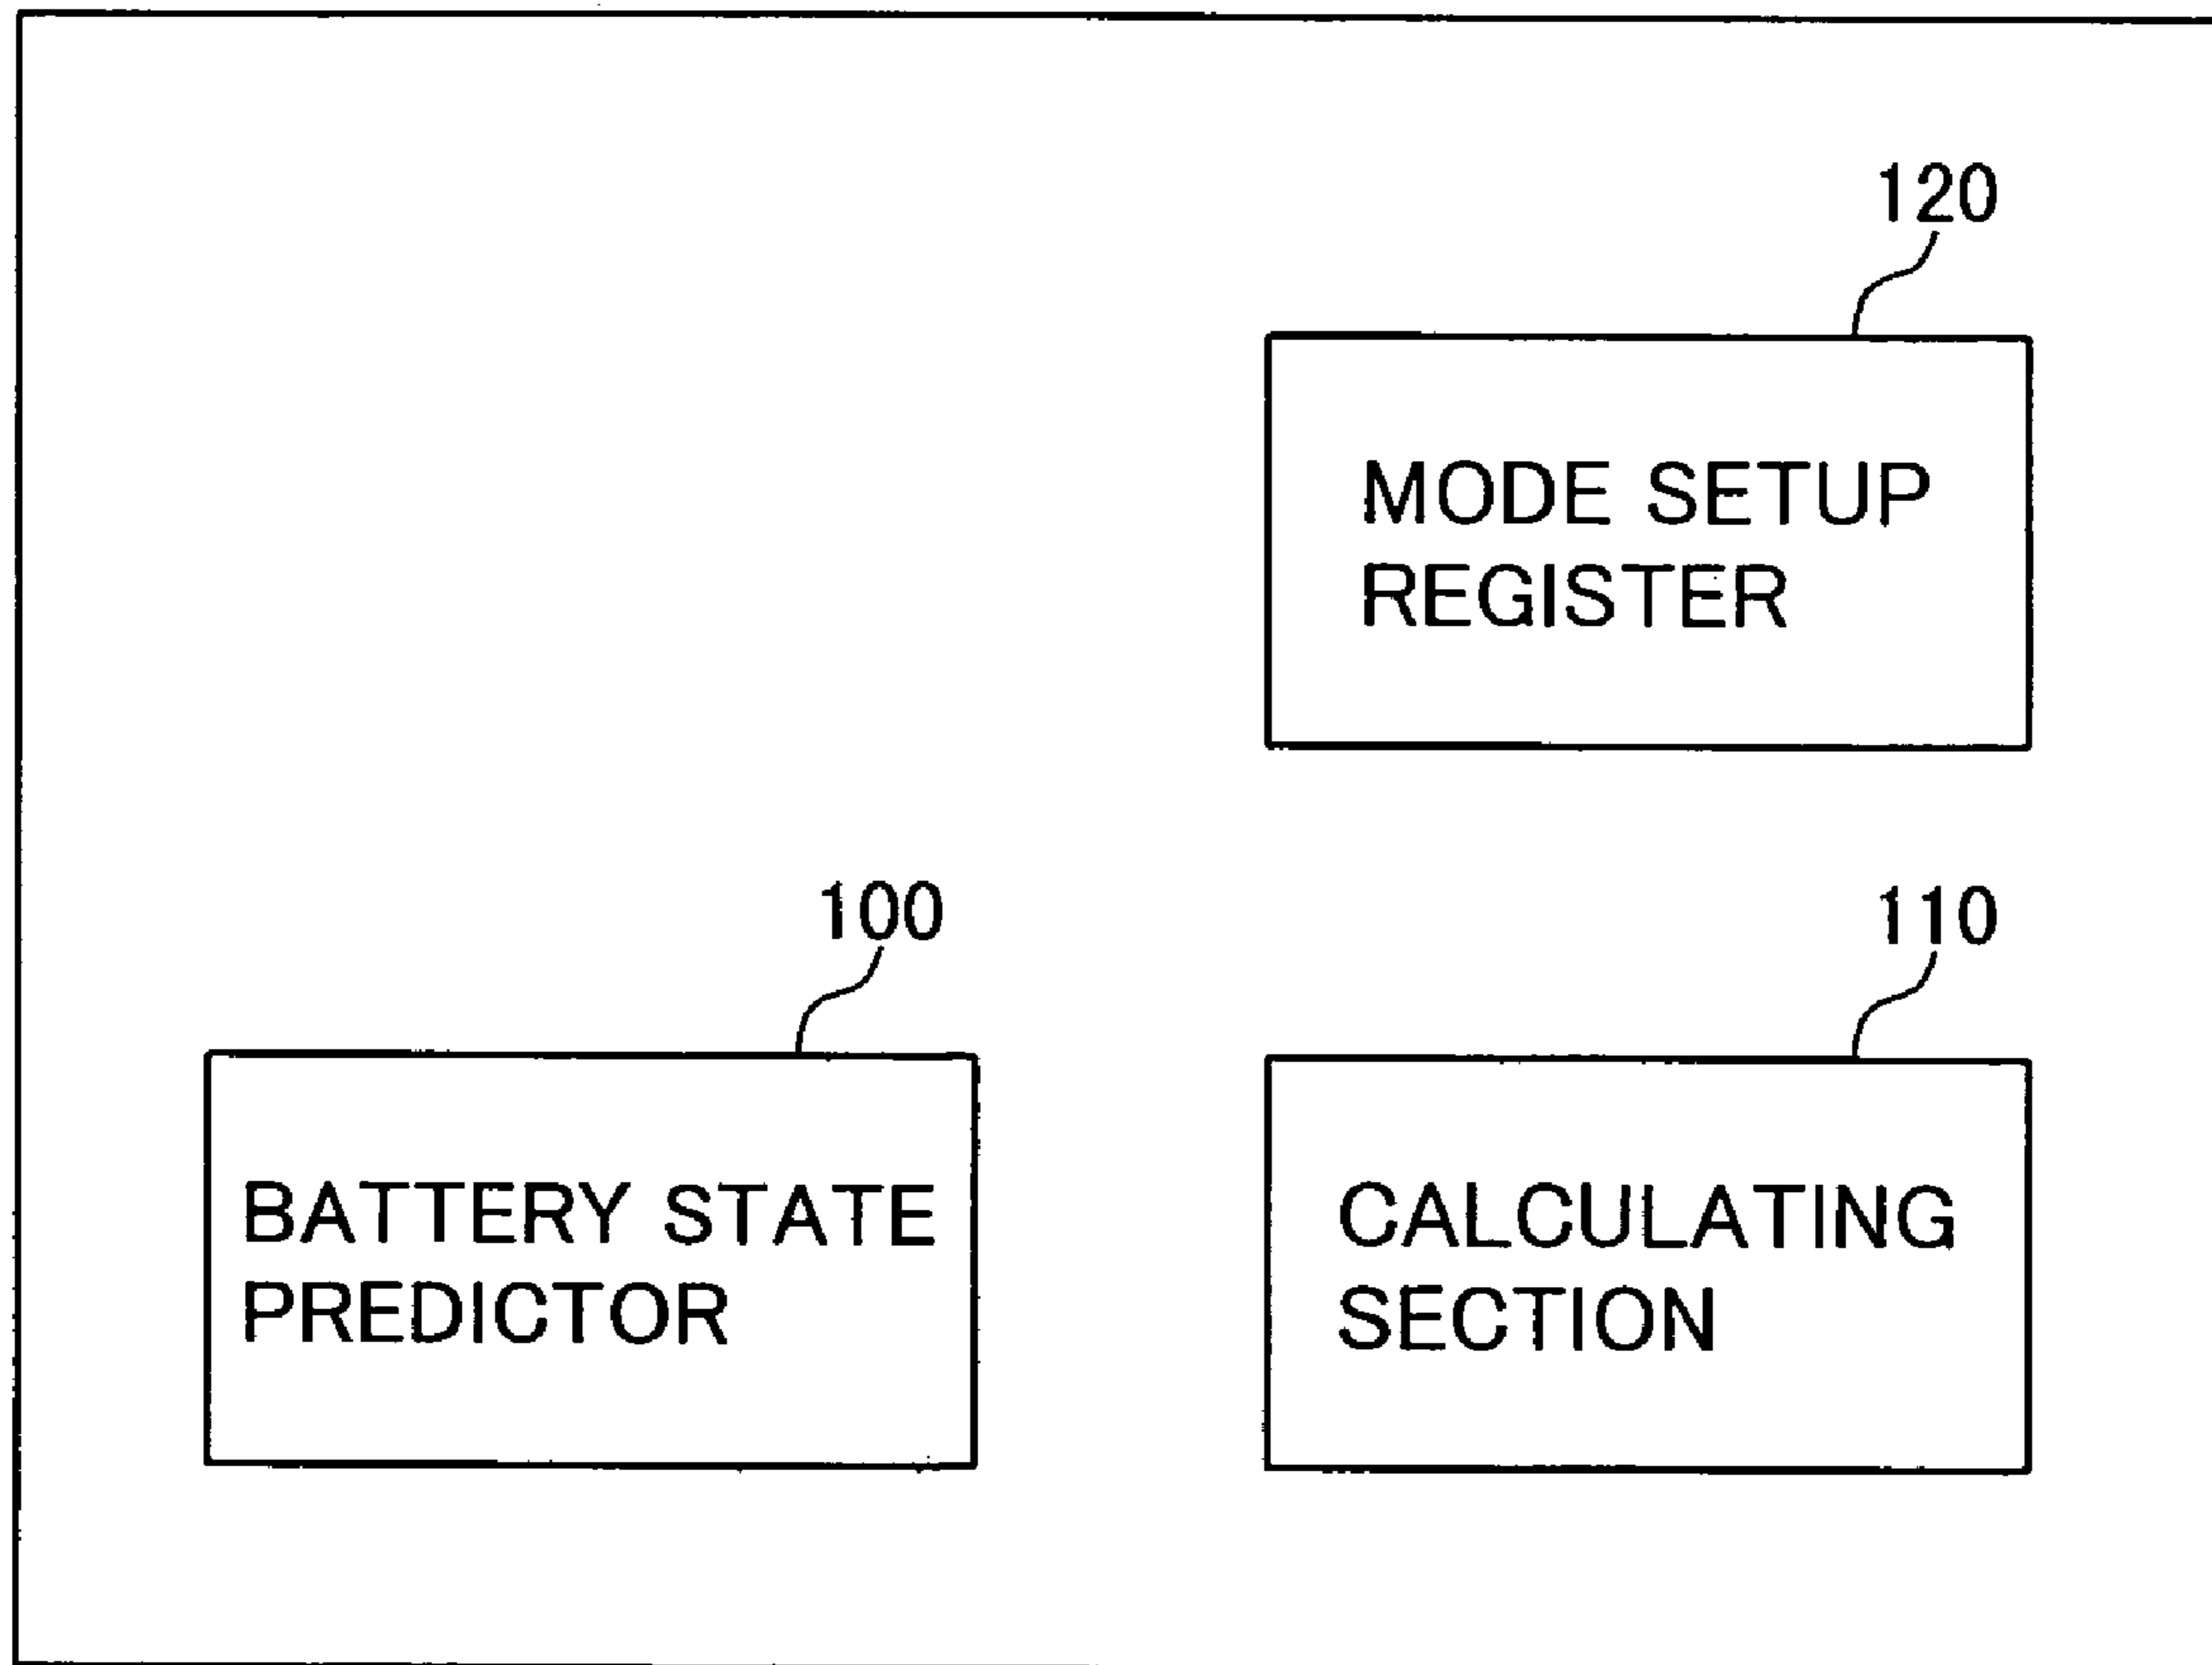 120
MODE SETUP
REGISTER
100
BATTERY STATE
PREDICTOR
110
CALCULATING
SECTION